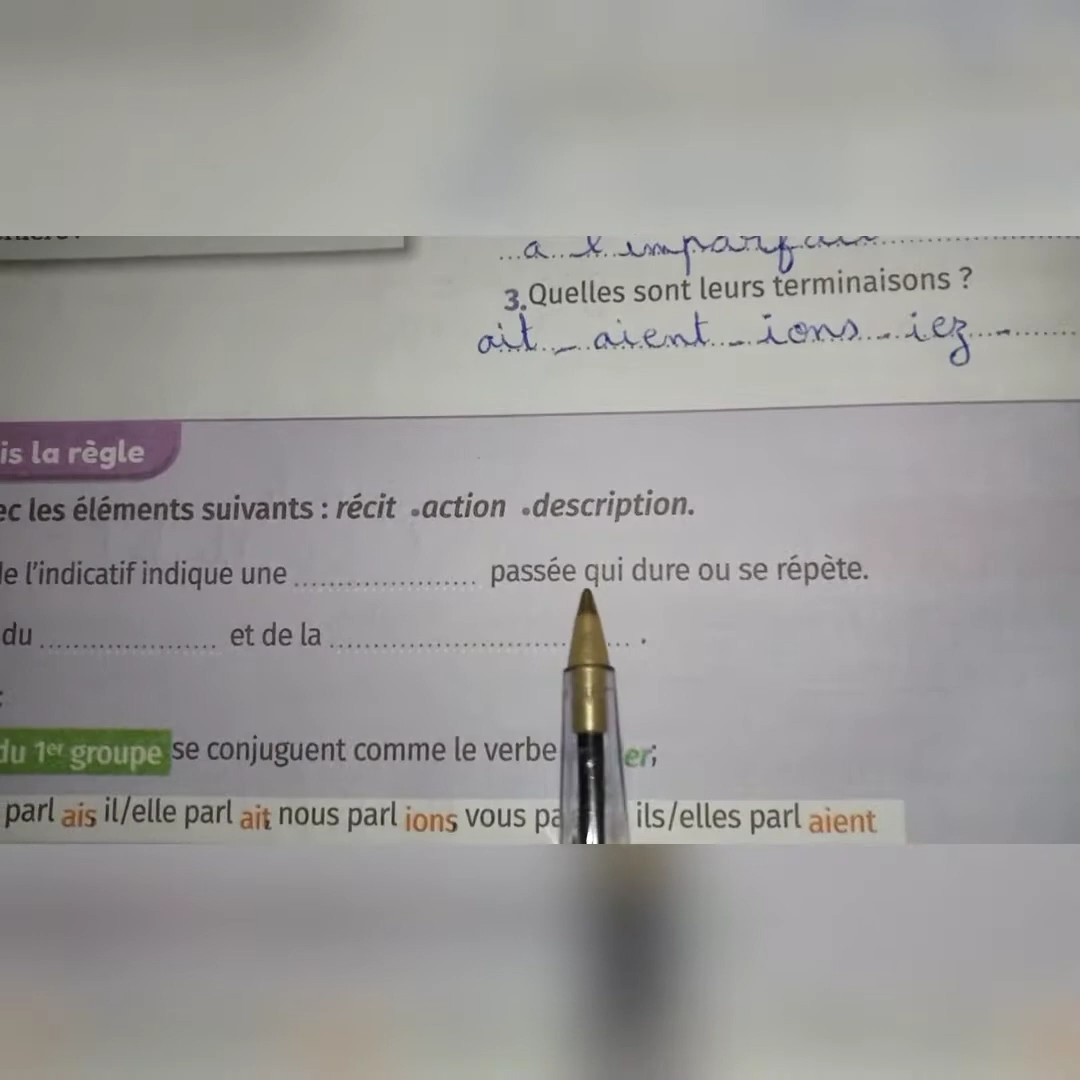 a l'imparfait
3. Quelles sont leurs terminaisons ?
ait _ aient _ ions _ iez
is la règle
ec les éléments suivants : récit •action •description.
de l'indicatif indique une .................... passée qui dure ou se répète.
du .................... et de la .................................. .
:
du 1er groupe se conjuguent comme le verbe er;
parl ais il/elle parl ait nous parl ions vous pa ils/elles parl aient